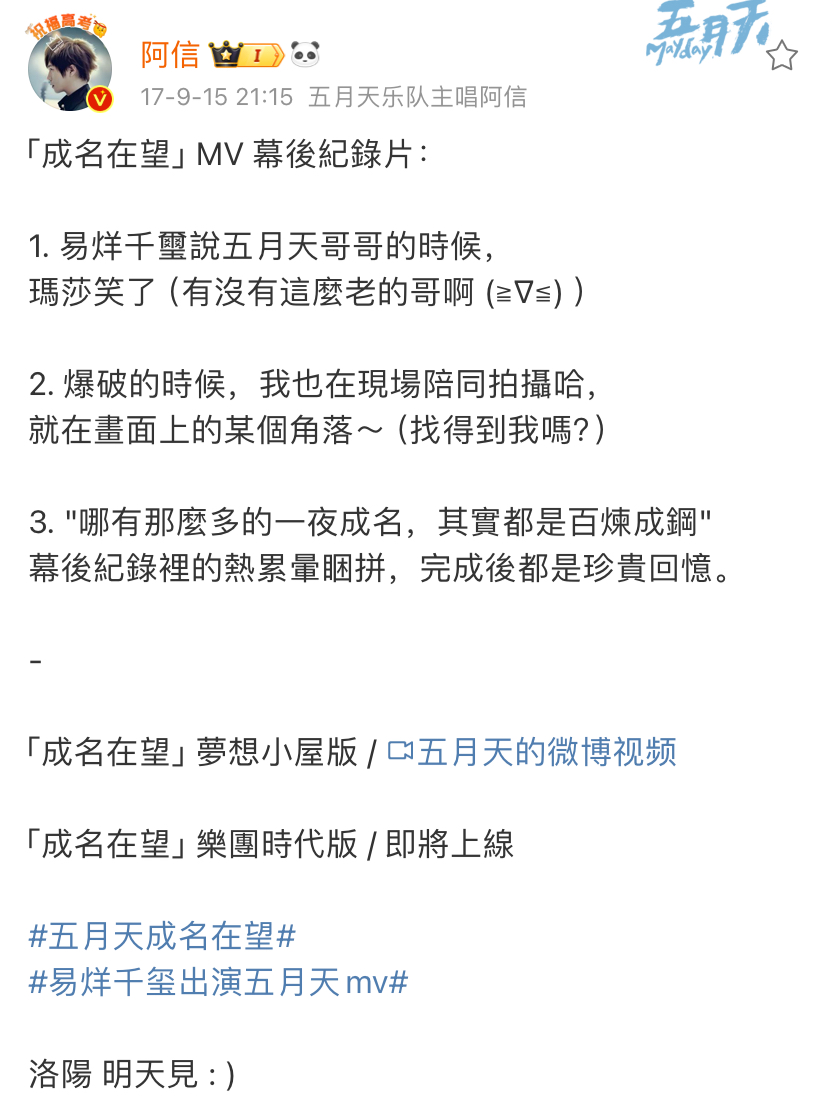 祝福高考
五月天
Mayday
阿信 I
17-9-15 21:15 五月天乐队主唱阿信
「成名在望」MV 幕後紀錄片：
1. 易烊千璽說五月天哥哥的時候，
瑪莎笑了（有沒有這麼老的哥啊 (≧∇≦) ）
2. 爆破的時候，我也在現場陪同拍攝哈，
就在畫面上的某個角落～（找得到我嗎？）
3. "哪有那麼多的一夜成名，其實都是百煉成鋼"
幕後紀錄裡的熱累暈睏拼，完成後都是珍貴回憶。
-
「成名在望」夢想小屋版 / 五月天的微博视频
「成名在望」樂團時代版 / 即將上線
#五月天成名在望#
#易烊千玺出演五月天mv#
洛陽 明天見 : )